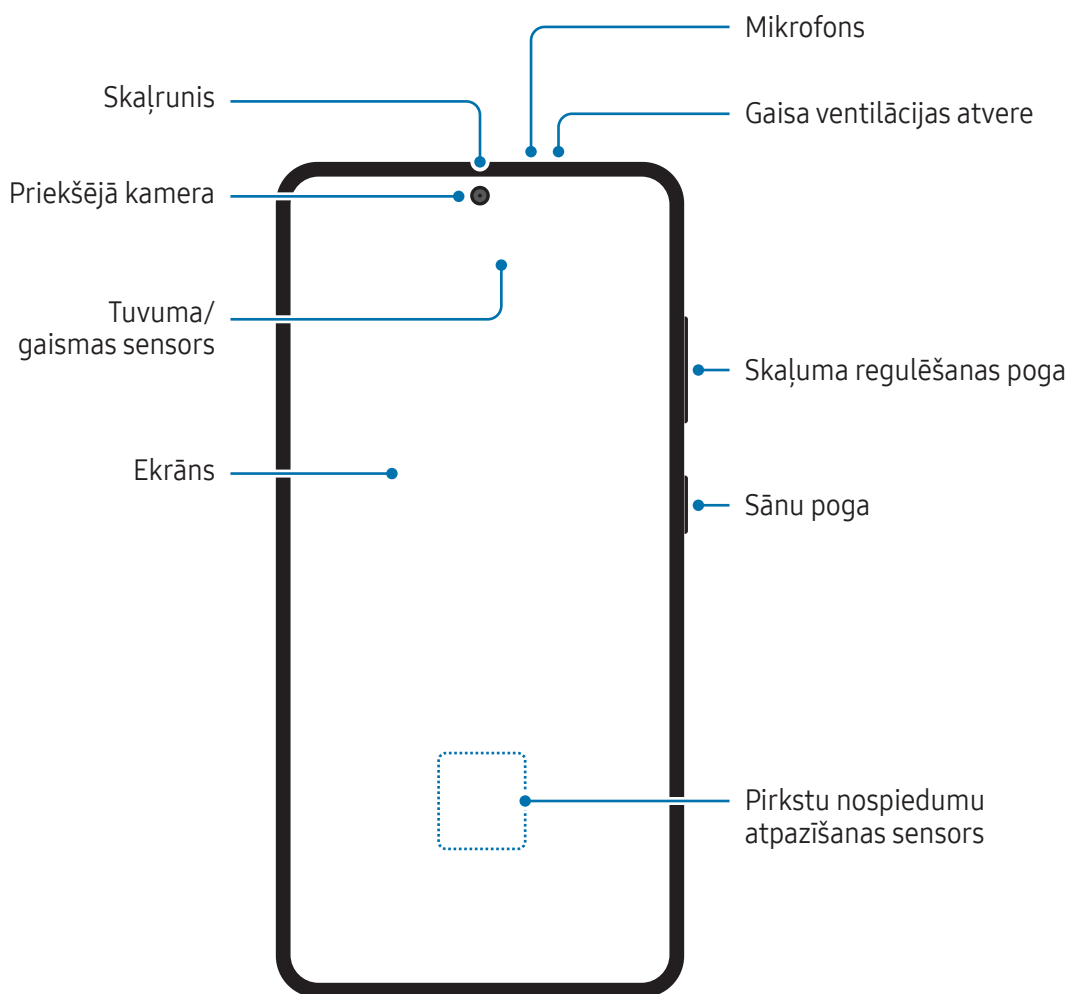 Mikrofons
Skaļrunis
Gaisa ventilācijas atvere
Priekšējā kamera
Tuvuma/
gaismas sensors
Skaļuma regulēšanas poga
Ekrāns
Sānu poga
Pirkstu nospiedumu
atpazīšanas sensors